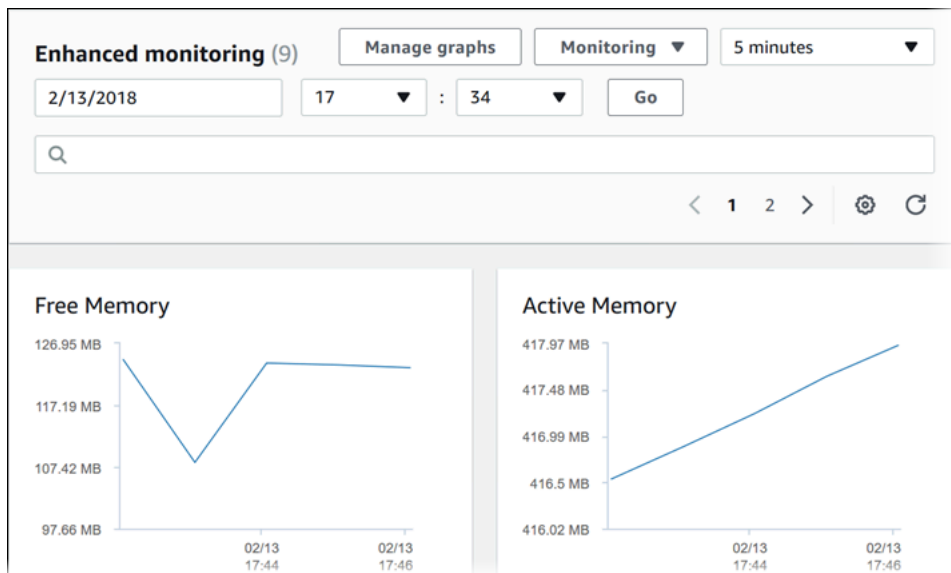 Enhanced monitoring (9) Manage graphs Monitoring 5 minutes
2/13/2018 17 : 34 Go
1 2
Free Memory
126.95 MB
117.19 MB
107.42 MB
97.66 MB
02/13 02/13
17:44 17:46
Active Memory
417.97 MB
417.48 MB
416.99 MB
416.5 MB
416.02 MB
02/13 02/13
17:44 17:46